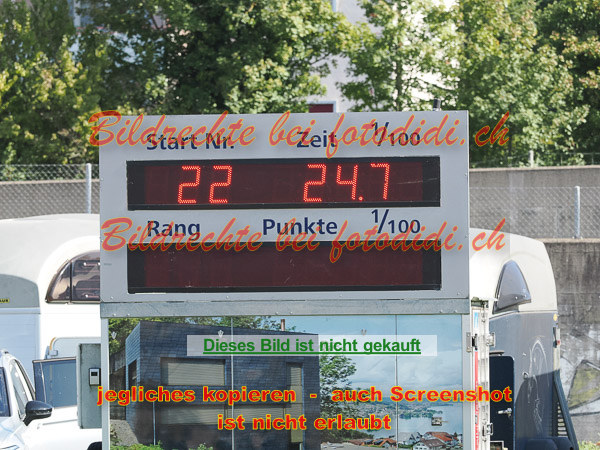 Bildrechte bei fotodidi.ch
Start Nr. Zeit 1/100
22 24.7
Bildrechte bei fotodidi.ch
Rang Punkte 1/100
Dieses Bild ist nicht gekauft
jegliches kopieren - auch Screenshot
ist nicht erlaubt